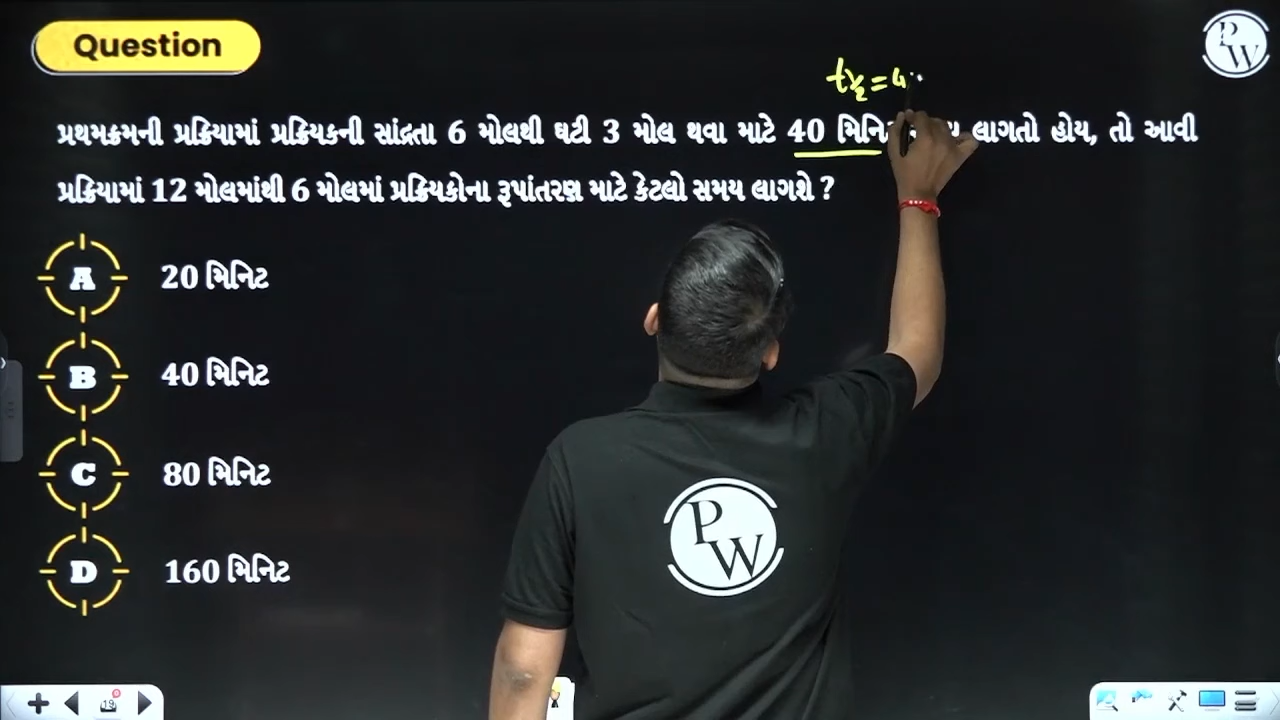 Question
PW
t½ = 4
પ્રથમક્રમની પ્રક્રિયામાં પ્રક્રિયકની સાંદ્રતા 6 મોલથી ઘટી 3 મોલ થવા માટે 40 લાગતો હોય, તો આવી
પ્રક્રિયામાં 12 મોલમાંથી 6 મોલમાં પ્રક્રિયકોના રૂપાંતરણ માટે કેટલો સમય લાગશે ?
A 20 મિનિટ
B 40 મિનિટ
C 80 મિનિટ
D 160 મિનિટ
PW
19